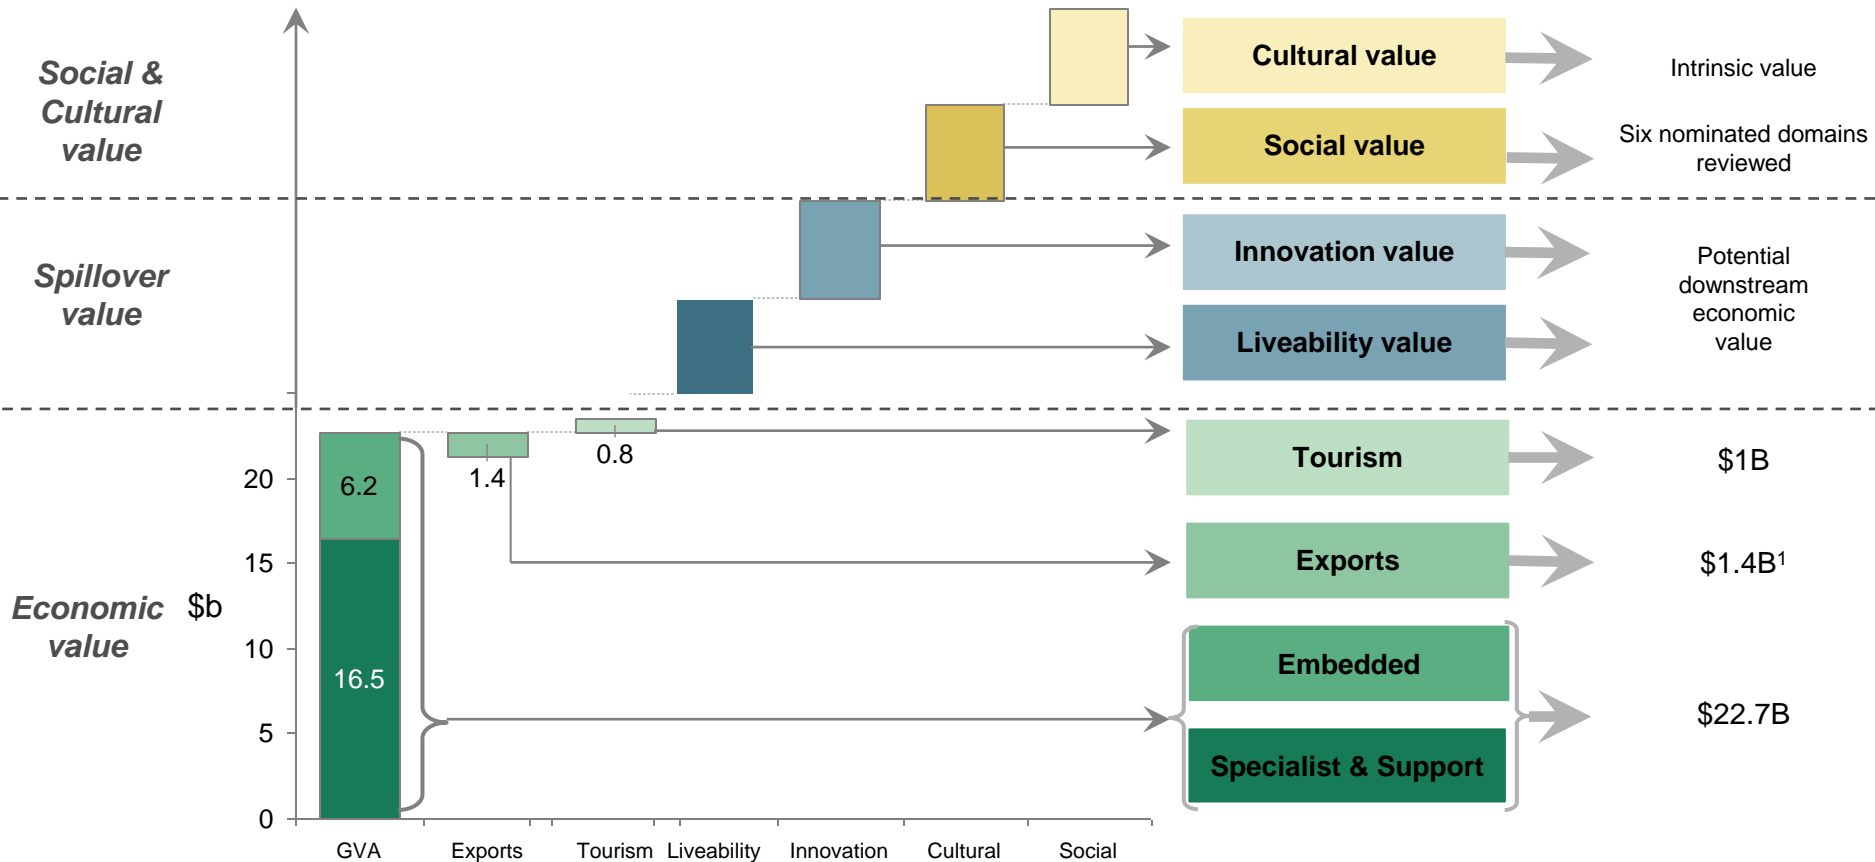 Social &
Cultural
value
Cultural value
Intrinsic value
Social value
Six nominated domains
reviewed
Spillover
value
Innovation value
Liveability value
Potential
downstream
economic
value
Economic
value
$b
20
15
10
5
0
6.2
16.5
1.4
0.8
Tourism
$1B
Exports
$1.4B¹
Embedded
Specialist & Support
$22.7B
GVA
Exports
Tourism
Liveability
Innovation
Cultural
Social